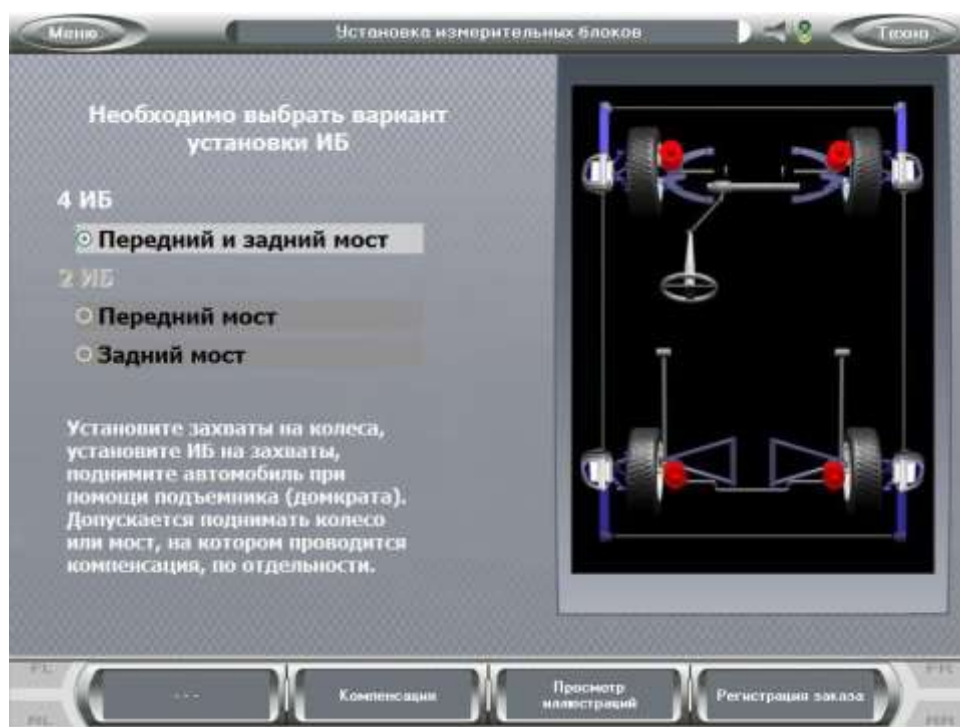 Меню
Установка измерительных блоков
Техно
Необходимо выбрать вариант
установки ИБ
4 ИБ
Передний и задний мост
2 ИБ
Передний мост
Задний мост
Установите захваты на колеса,
установите ИБ на захваты,
поднимите автомобиль при
помощи подъемника (домкрата).
Допускается поднимать колесо
или мост, на котором проводится
компенсация, по отдельности.
---
Компенсация
Просмотр
иллюстраций
Регистрация заказа